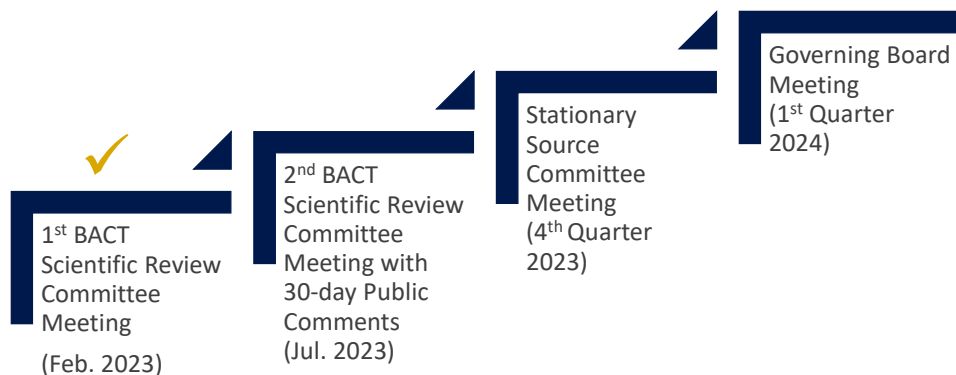 1st BACT
Scientific Review
Committee
Meeting
(Feb. 2023)
2nd BACT
Scientific Review
Committee
Meeting with
30-day Public
Comments
(Jul. 2023)
Stationary
Source
Committee
Meeting
(4th Quarter
2023)
Governing Board
Meeting
(1st Quarter
2024)